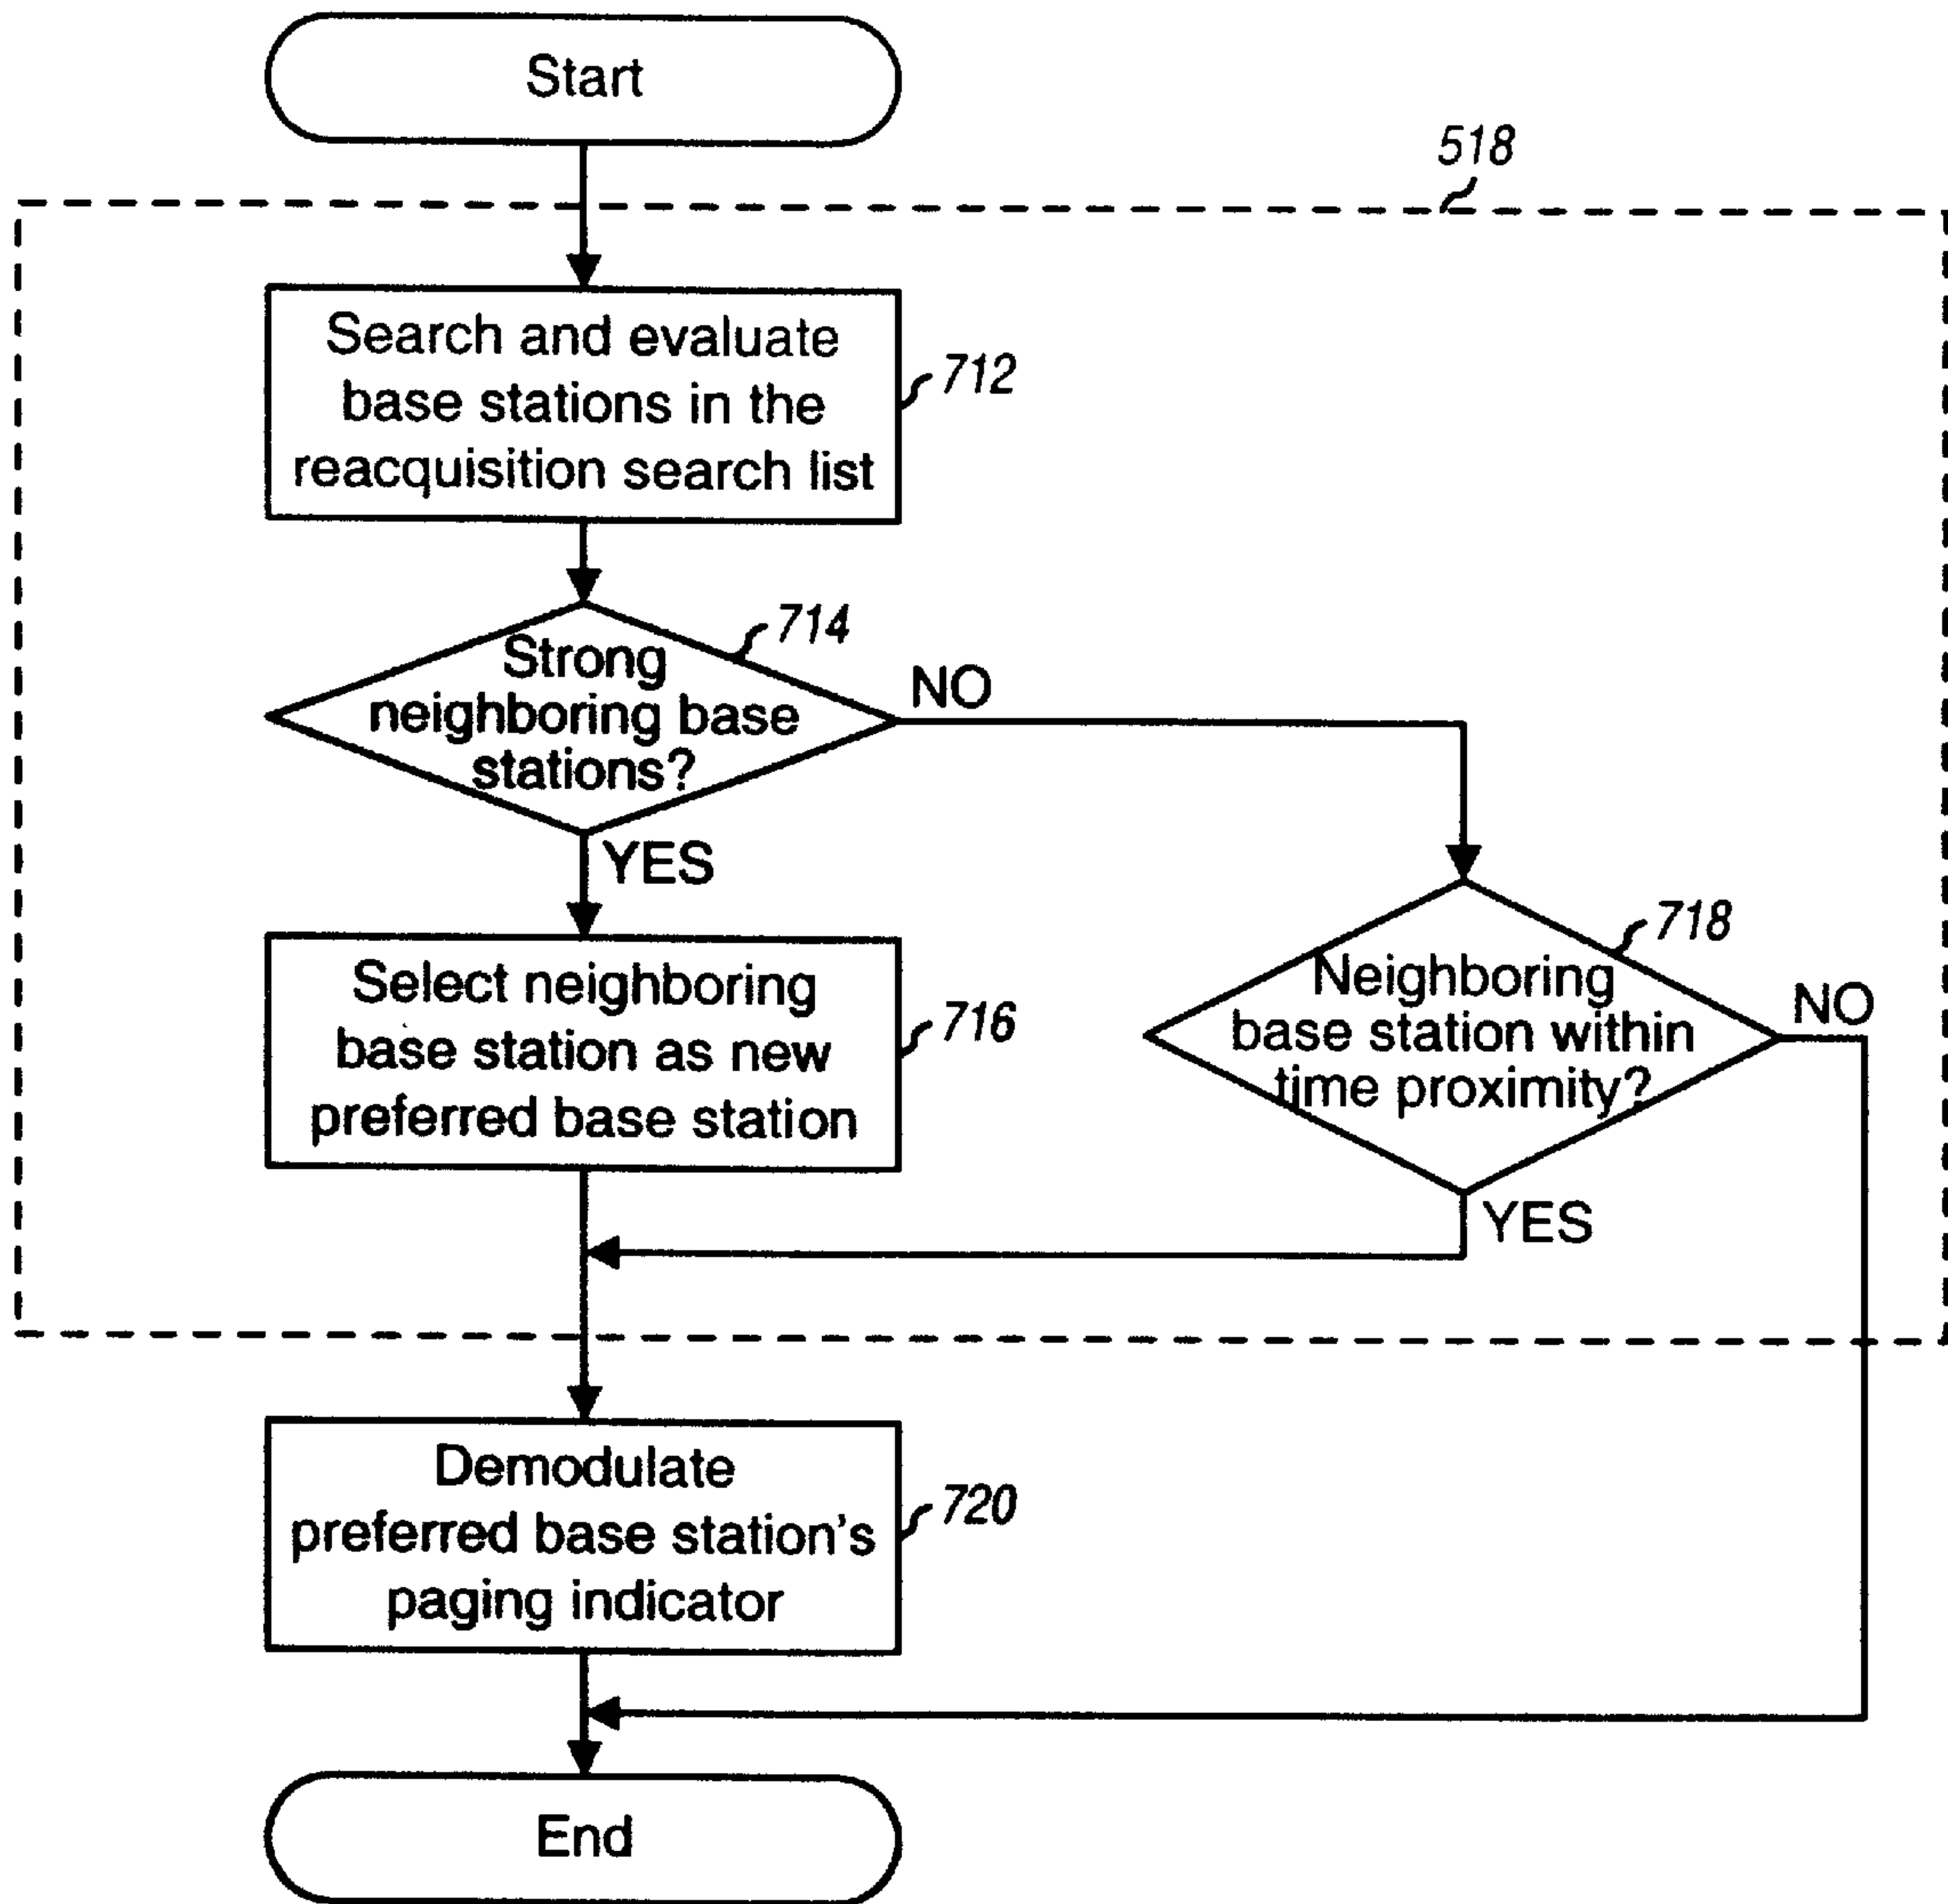 Start
518
Search and evaluate
base stations in the
reacquisition search list
712
714
Strong
neighboring base
stations?
NO
YES
718
Neighboring
base station within
time proximity?
NO
Select neighboring
base station as new
preferred base station
716
YES
Demodulate
preferred base station's
paging indicator
720
End